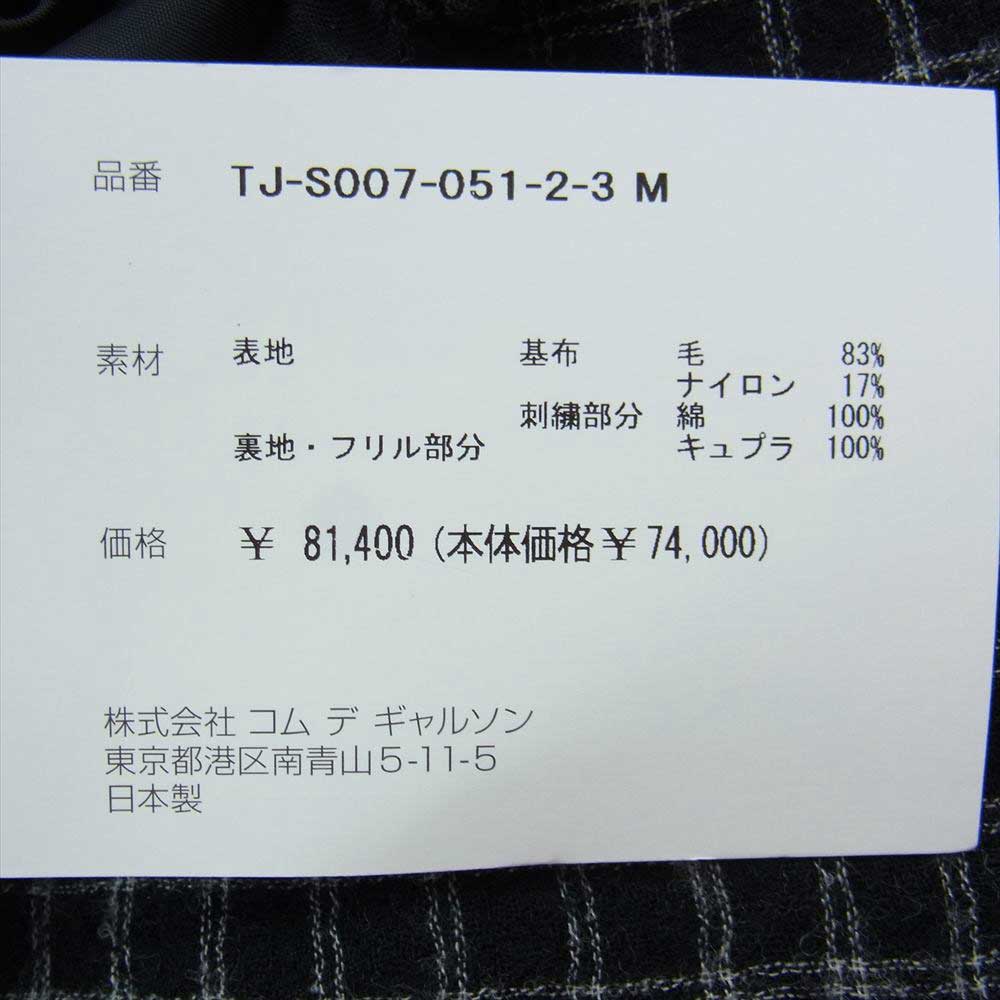 品番 TJ-S007-051-2-3 M
素材 表地 基布 毛 83%
ナイロン 17%
刺繍部分 綿 100%
裏地・フリル部分 キュプラ 100%
価格 ¥ 81,400 (本体価格¥74,000)
株式会社 コム デ ギャルソン
東京都港区南青山5-11-5
日本製